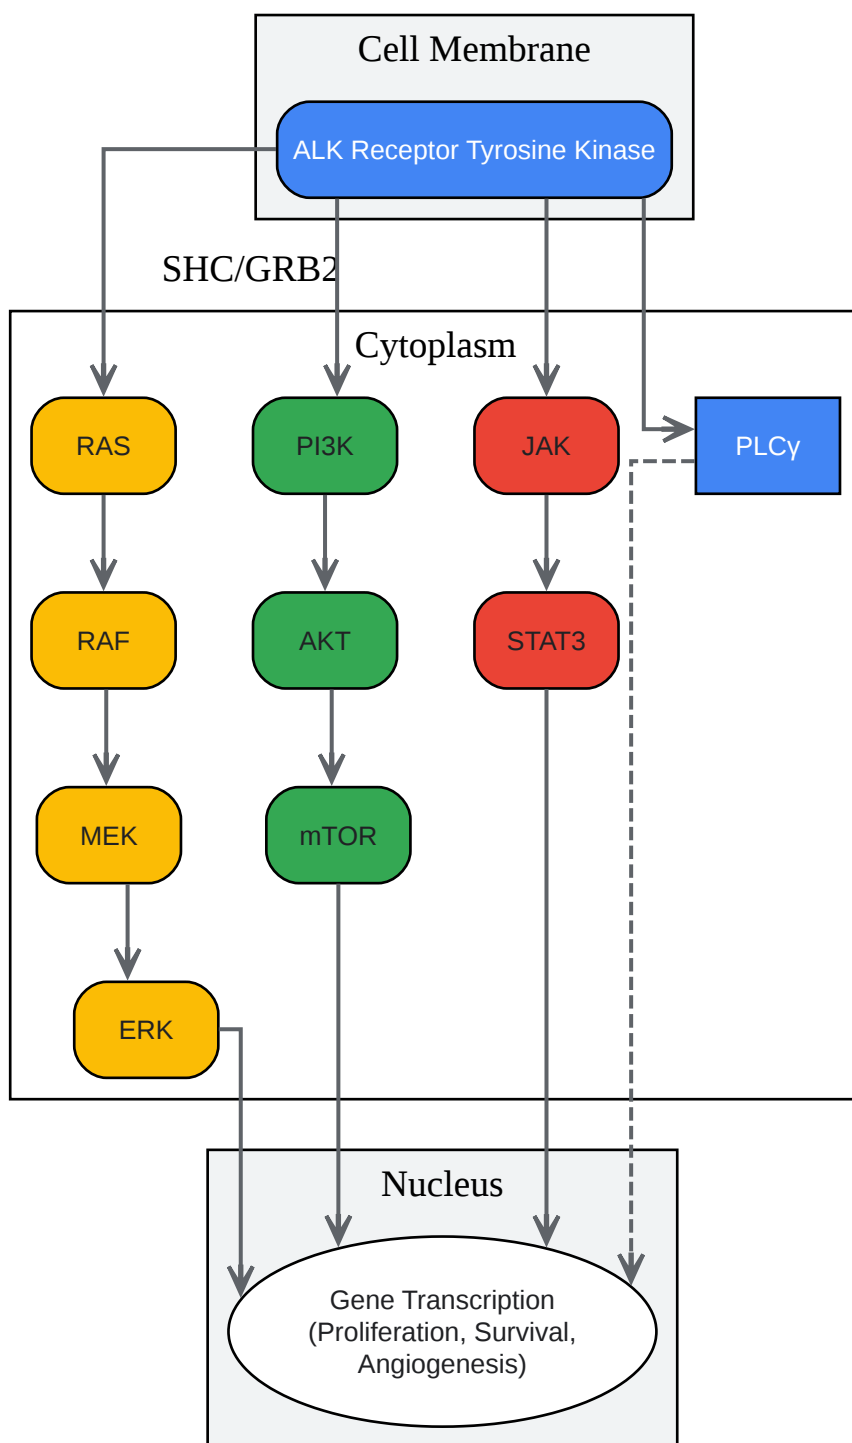 Cell Membrane
ALK Receptor Tyrosine Kinase
SHC/GRB2
Cytoplasm
RAS
PI3K
JAK
PLCγ
RAF
AKT
STAT3
MEK
mTOR
ERK
Nucleus
Gene Transcription
(Proliferation, Survival,
Angiogenesis)